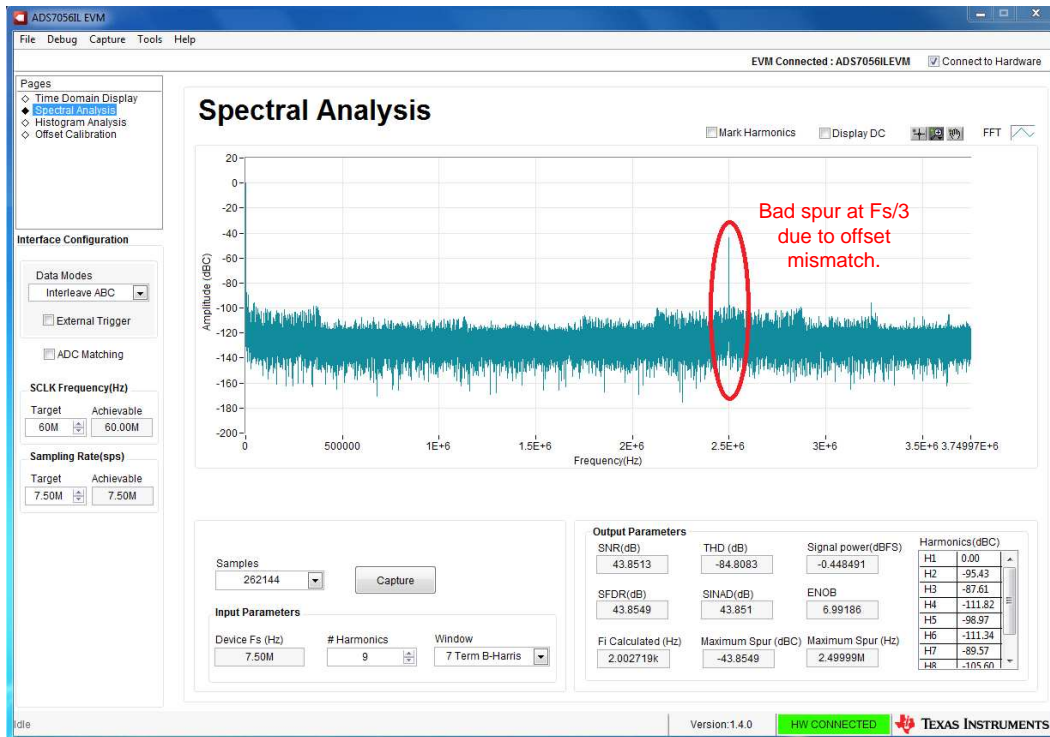 ADS7056IL EVM
File Debug Capture Tools Help
EVM Connected : ADS7056ILEVM Connect to Hardware
Pages
Time Domain Display
Spectral Analysis
Histogram Analysis
Offset Calibration
Interface Configuration
Data Modes
Interleave ABC
External Trigger
ADC Matching
SCLK Frequency(Hz)
Target Achievable
60M 60.00M
Sampling Rate(sps)
Target Achievable
7.50M 7.50M
Spectral Analysis
Mark Harmonics Display DC FFT
Amplitude (dBC)
20
0
-20
-40
-60
-80
-100
-120
-140
-160
-180
-200
Bad spur at Fs/3
due to offset
mismatch.
0 500000 1E+6 1.5E+6 2E+6 2.5E+6 3E+6 3.5E+6 3.74997E+6
Frequency(Hz)
Samples
262144
Capture
Input Parameters
Device Fs (Hz) # Harmonics Window
7.50M 9 7 Term B-Harris
Output Parameters
SNR(dB) THD (dB) Signal power(dBFS)
43.8513 -84.8083 -0.448491
SFDR(dB) SINAD(dB) ENOB
43.8549 43.851 6.99186
Fi Calculated (Hz) Maximum Spur (dBC) Maximum Spur (Hz)
2.002719k -43.8549 2.49999M
Harmonics(dBC)
H1 0.00
H2 -95.43
H3 -87.61
H4 -111.82
H5 -98.97
H6 -111.34
H7 -89.57
H8 -105.60
Idle
Version:1.4.0 HW CONNECTED TEXAS INSTRUMENTS